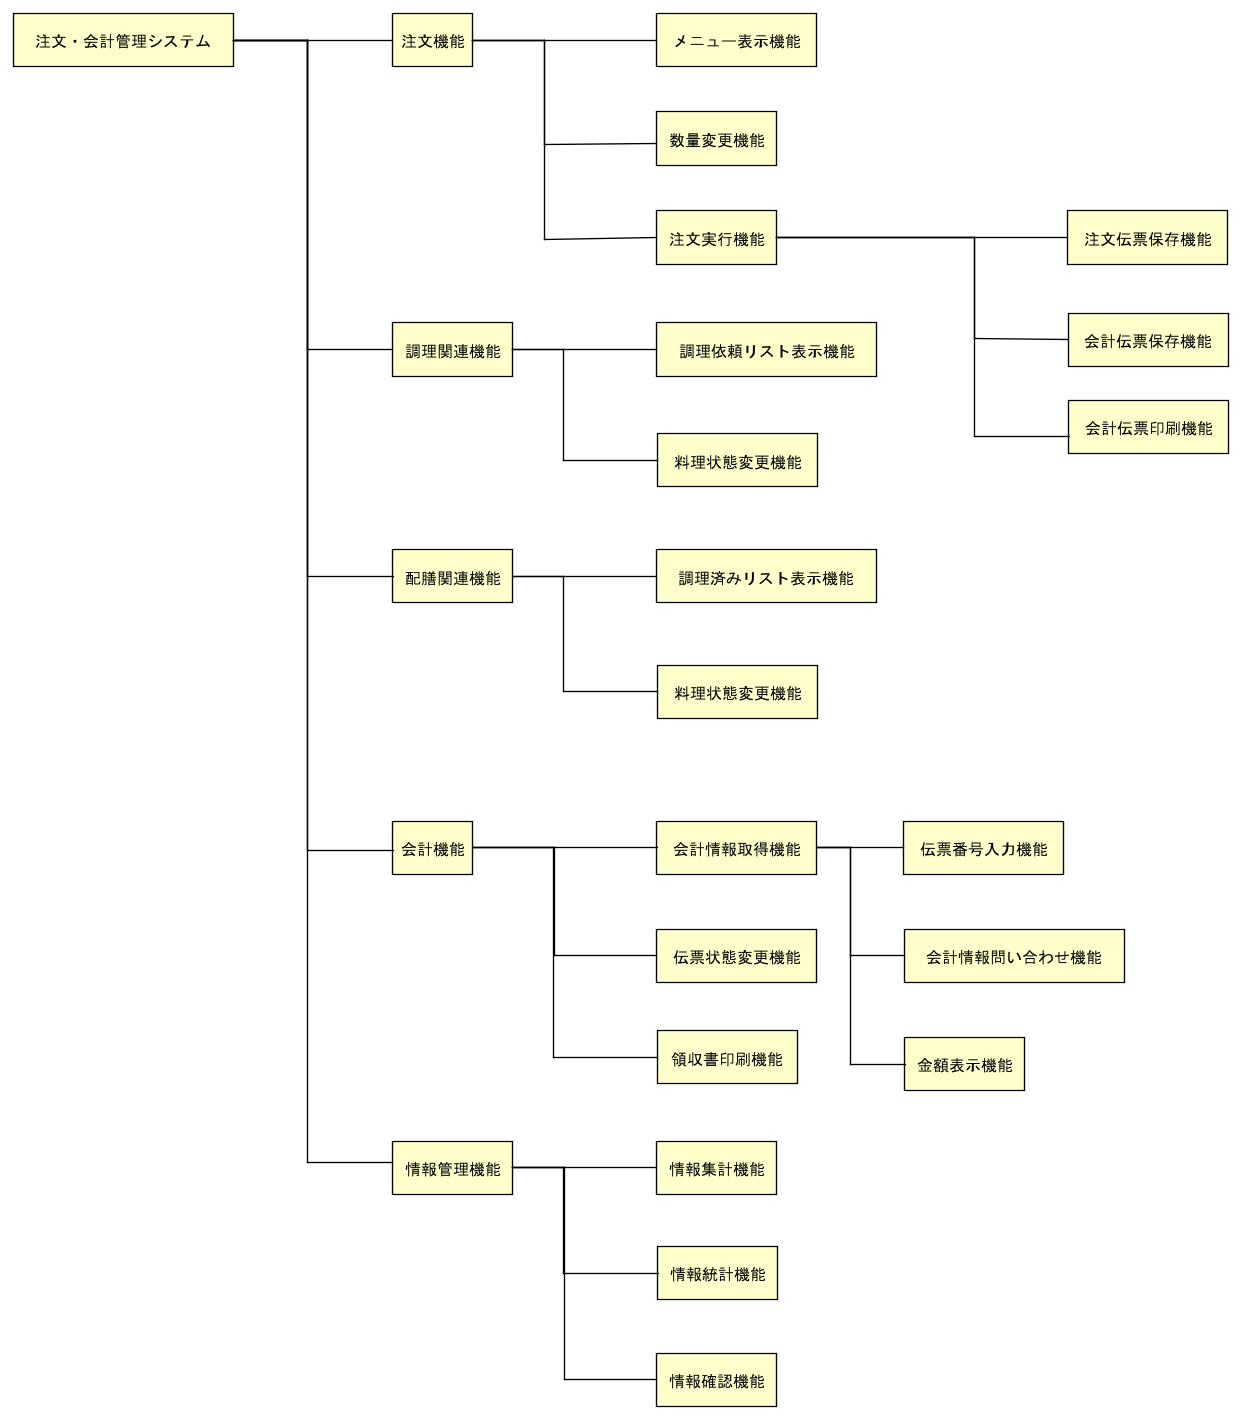 注文・会計管理システム
注文機能
メニュー表示機能
数量変更機能
注文実行機能
注文伝票保存機能
会計伝票保存機能
会計伝票印刷機能
調理関連機能
調理依頼リスト表示機能
料理状態変更機能
配膳関連機能
調理済みリスト表示機能
料理状態変更機能
会計機能
会計情報取得機能
伝票番号入力機能
会計情報問い合わせ機能
金額表示機能
伝票状態変更機能
領収書印刷機能
情報管理機能
情報集計機能
情報統計機能
情報確認機能